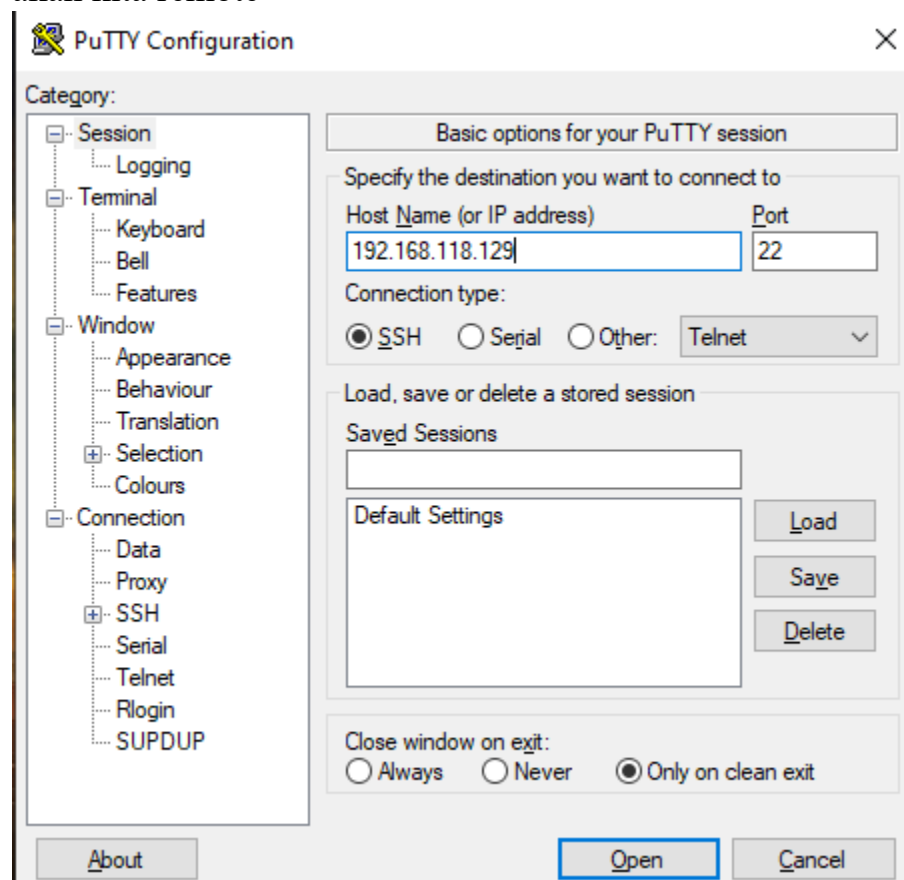 PuTTY Configuration
Category:
Session
Logging
Terminal
Keyboard
Bell
Features
Window
Appearance
Behaviour
Translation
Selection
Colours
Connection
Data
Proxy
SSH
Serial
Telnet
Rlogin
SUPDUP
Basic options for your PuTTY session
Specify the destination you want to connect to
Host Name (or IP address) Port
192.168.118.129 22
Connection type:
SSH Serial Other: Telnet
Load, save or delete a stored session
Saved Sessions
Default Settings
Load
Save
Delete
Close window on exit:
Always Never Only on clean exit
About Open Cancel